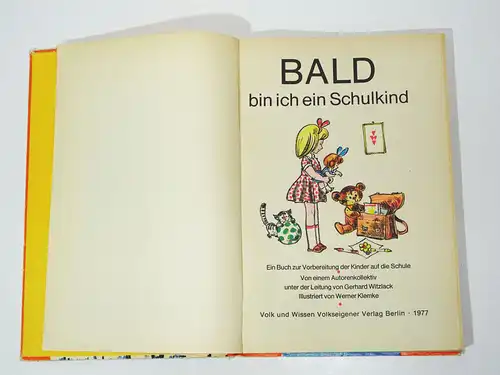 BALD
bin ich ein Schulkind
Ein Buch zur Vorbereitung der Kinder auf die Schule
Von einem Autorenkollektiv
unter der Leitung von Gerhard Witzlack
Illustriert von Werner Klemke
Volk und Wissen Volkseigener Verlag Berlin · 1977